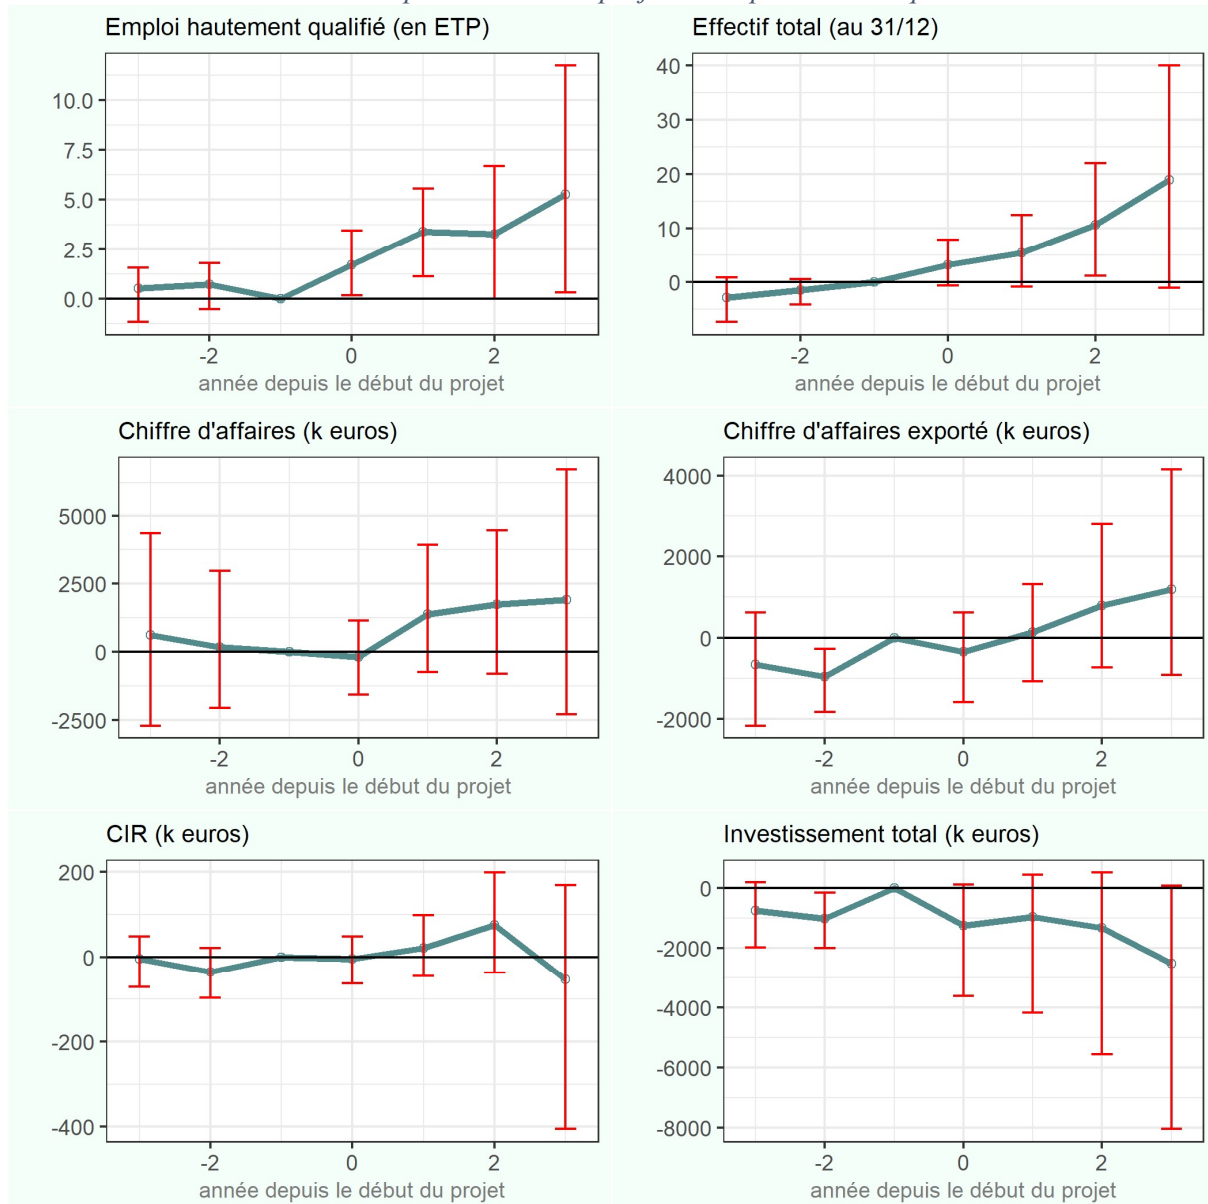 Emploi hautement qualifié (en ETP)
10.0
7.5
5.0
2.5
0.0
-2 0 2
année depuis le début du projet
Effectif total (au 31/12)
40
30
20
10
0
-2 0 2
année depuis le début du projet
Chiffre d'affaires (k euros)
5000
2500
0
-2500
-2 0 2
année depuis le début du projet
Chiffre d'affaires exporté (k euros)
4000
2000
0
-2000
-2 0 2
année depuis le début du projet
CIR (k euros)
200
0
-200
-400
-2 0 2
année depuis le début du projet
Investissement total (k euros)
0
-2000
-4000
-6000
-8000
-2 0 2
année depuis le début du projet